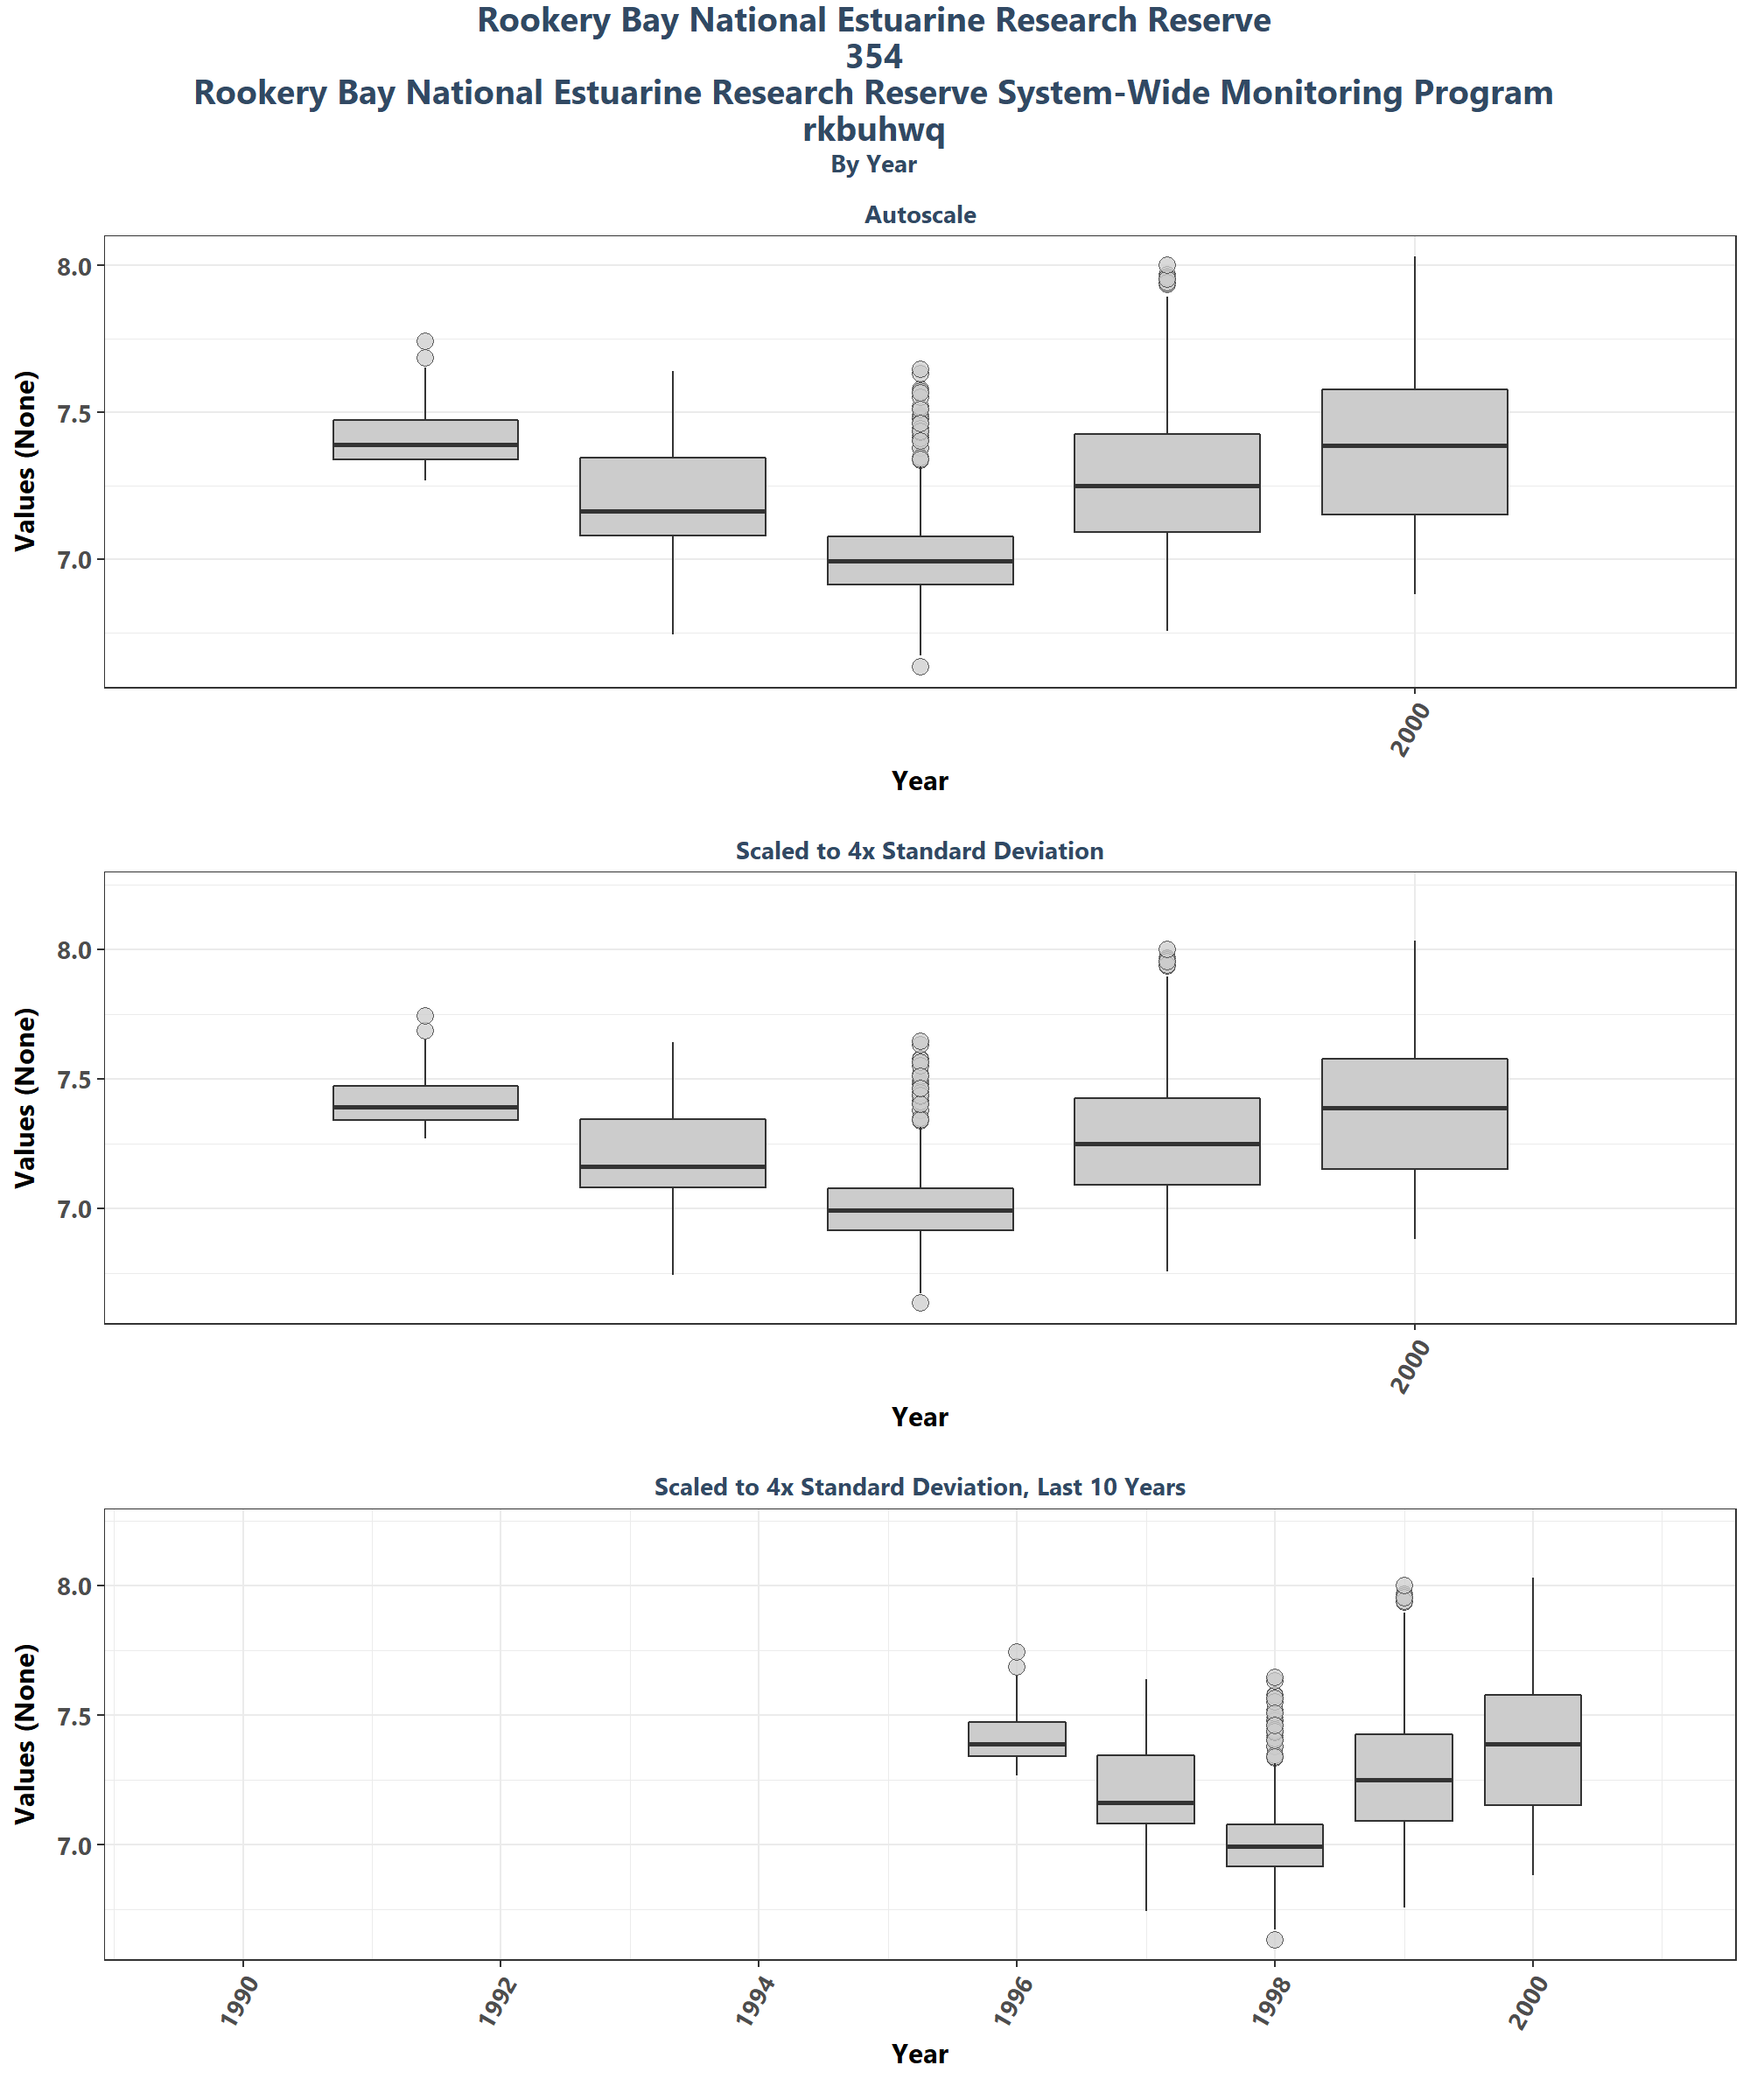 Rookery Bay National Estuarine Research Reserve
354
Rookery Bay National Estuarine Research Reserve System-Wide Monitoring Program
rkbuhwq
By Year
Autoscale
Values (None)
8.0
7.5
7.0
2000
Year
Scaled to 4x Standard Deviation
Values (None)
8.0
7.5
7.0
2000
Year
Scaled to 4x Standard Deviation, Last 10 Years
Values (None)
8.0
7.5
7.0
1990 1992 1994 1996 1998 2000
Year